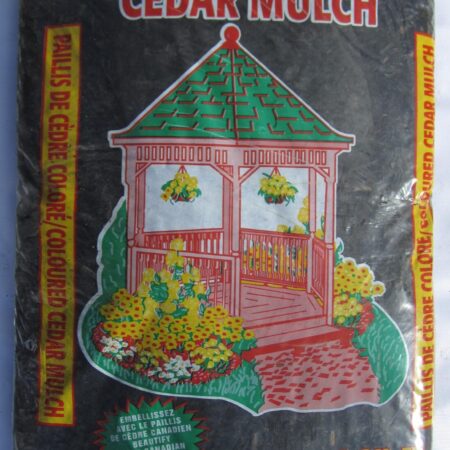 CEDAR MULCH
PAILLIS DE CÈDRE COLORÉ/COLOURED CEDAR MULCH
PAILLIS DE CÈDRE COLORÉ/COLOURED CEDAR MULCH
EMBELLISSEZ
AVEC LE PAILLIS
DE CÈDRE CANADIEN
BEAUTIFY
CANADIAN